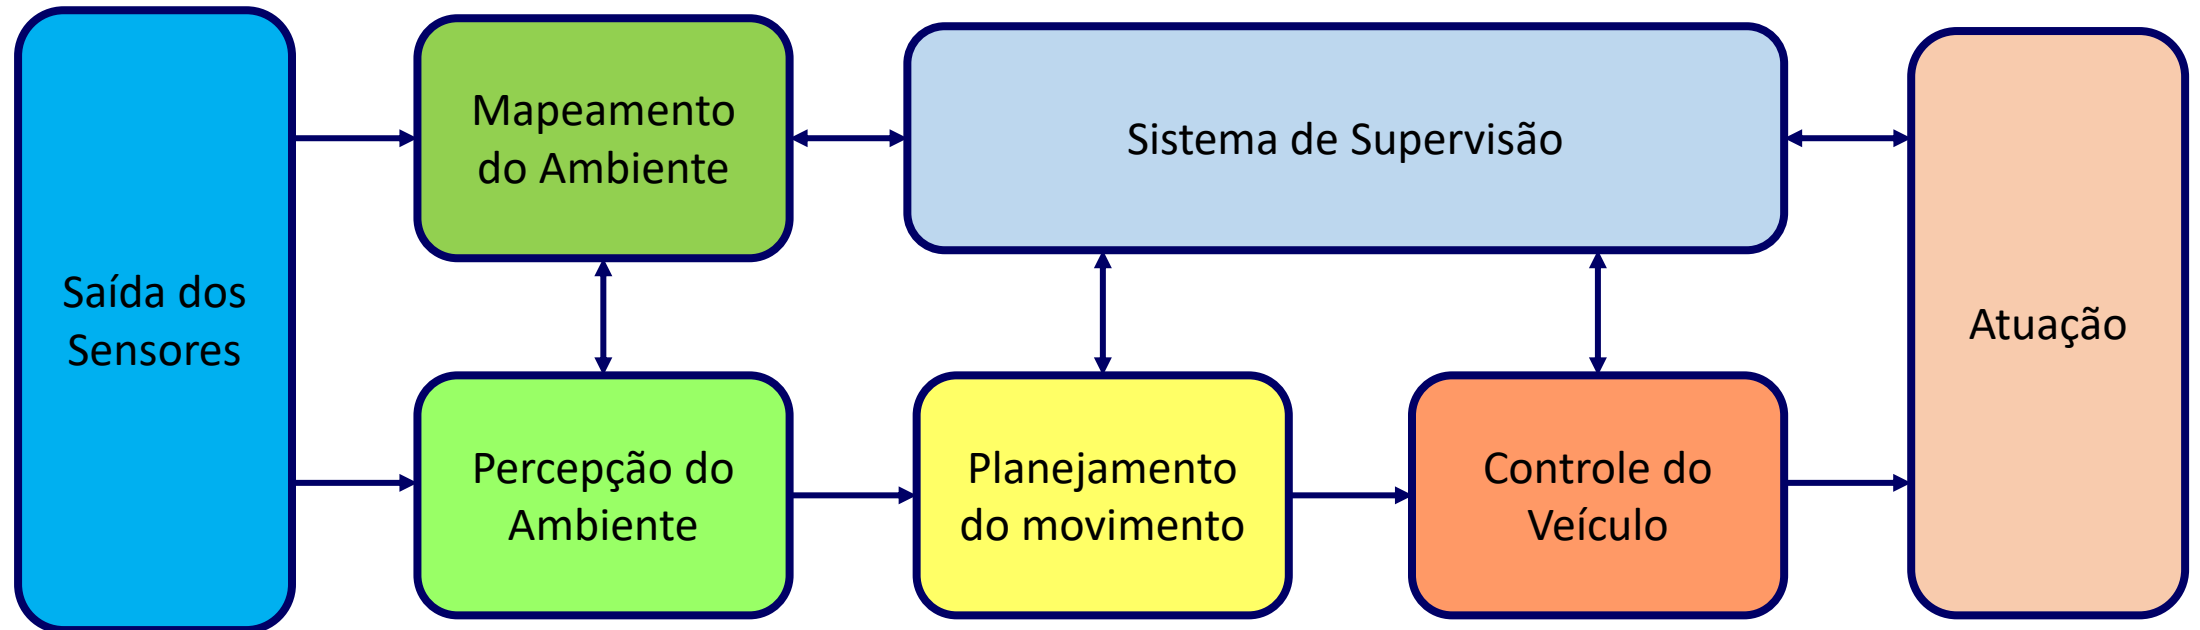 Saída dos
Sensores
Mapeamento
do Ambiente
Sistema de Supervisão
Percepção do
Ambiente
Planejamento
do movimento
Controle do
Veículo
Atuação